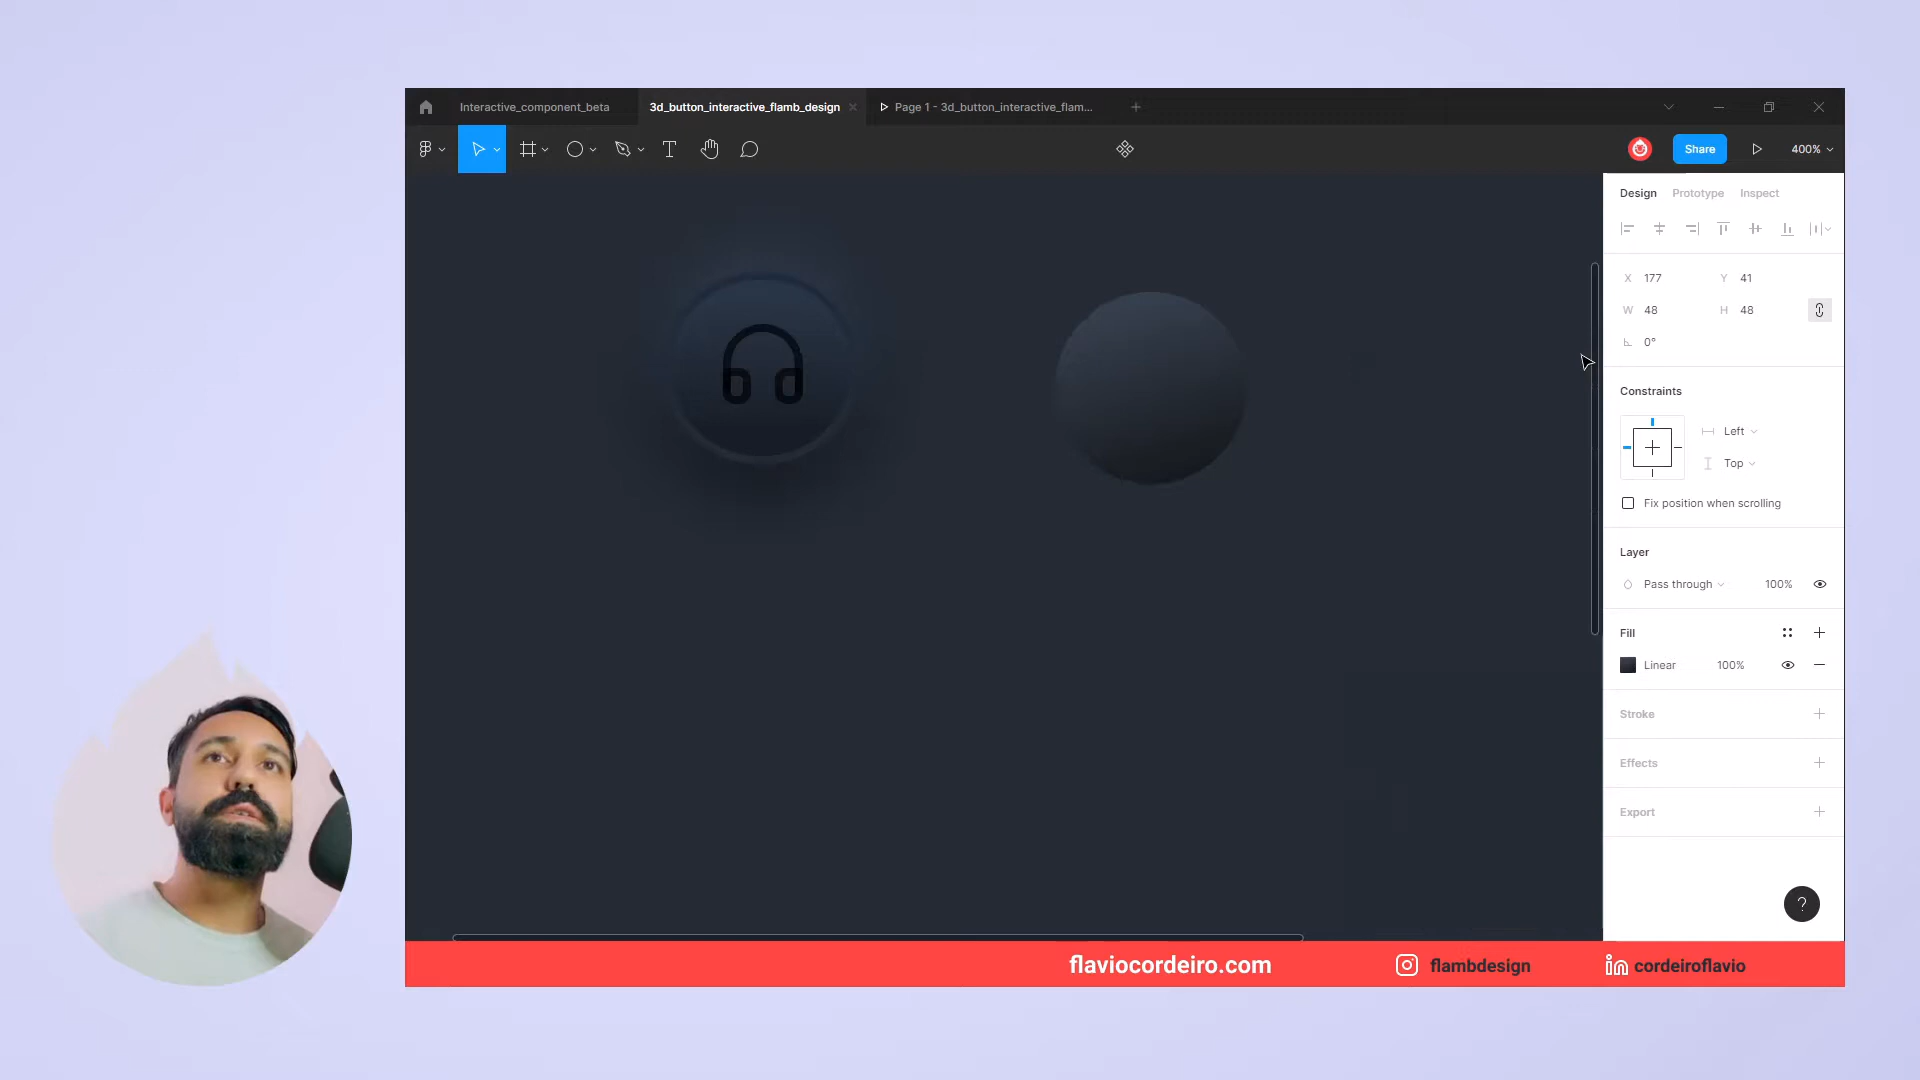 Interactive_component_beta
3d_button_interactive_flamb_design
Page 1 - 3d_button_interactive_flam...
Share
400%
Design Prototype Inspect
X 177 Y 41
W 48 H 48
0°
Constraints
Left
Top
Fix position when scrolling
Layer
Pass through 100%
Fill
Linear 100%
Stroke
Effects
Export
?
flaviocordeiro.com flambdesign in cordeiroflavio